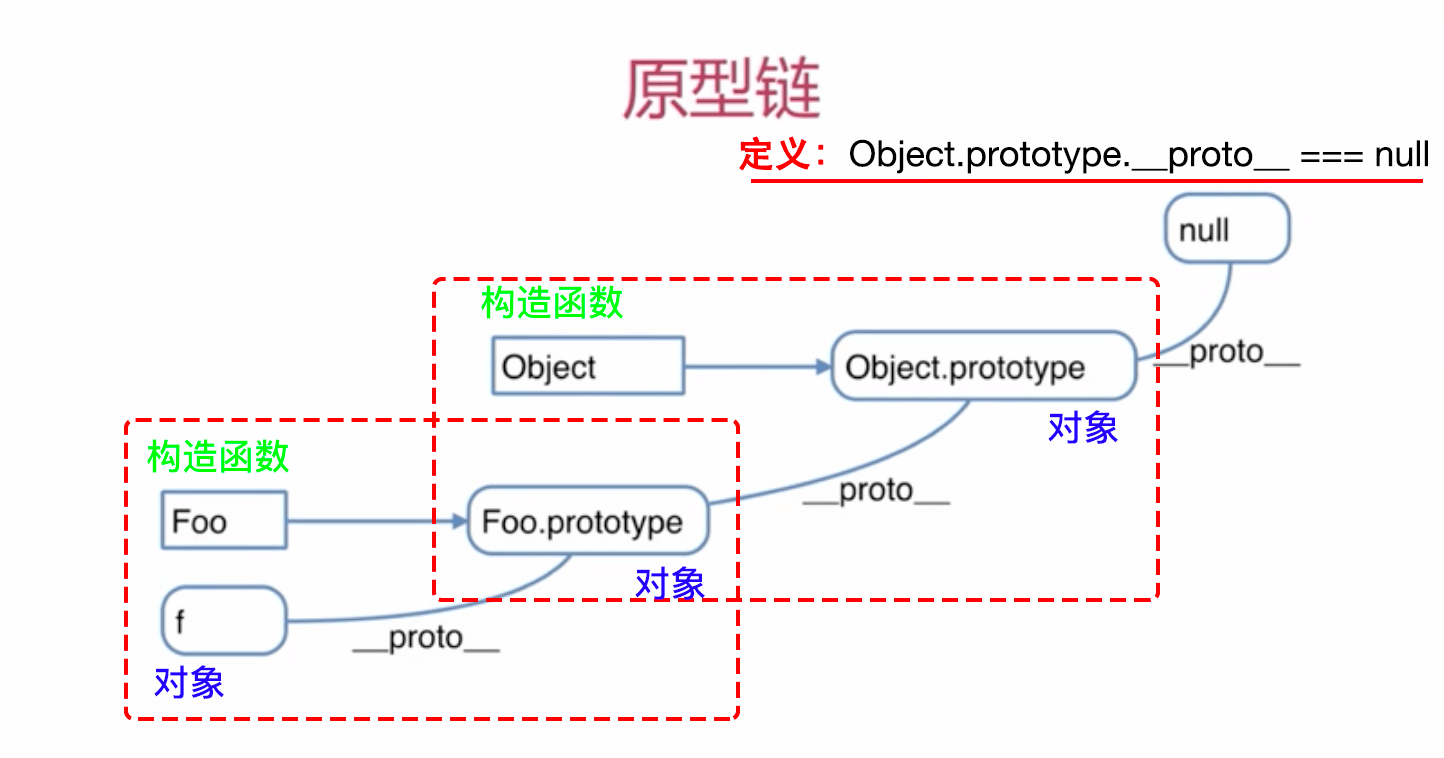 原型链
定义：Object.prototype.__proto__ === null
null
构造函数
Object
Object.prototype
__proto__
对象
构造函数
Foo
Foo.prototype
__proto__
对象
f
__proto__
对象